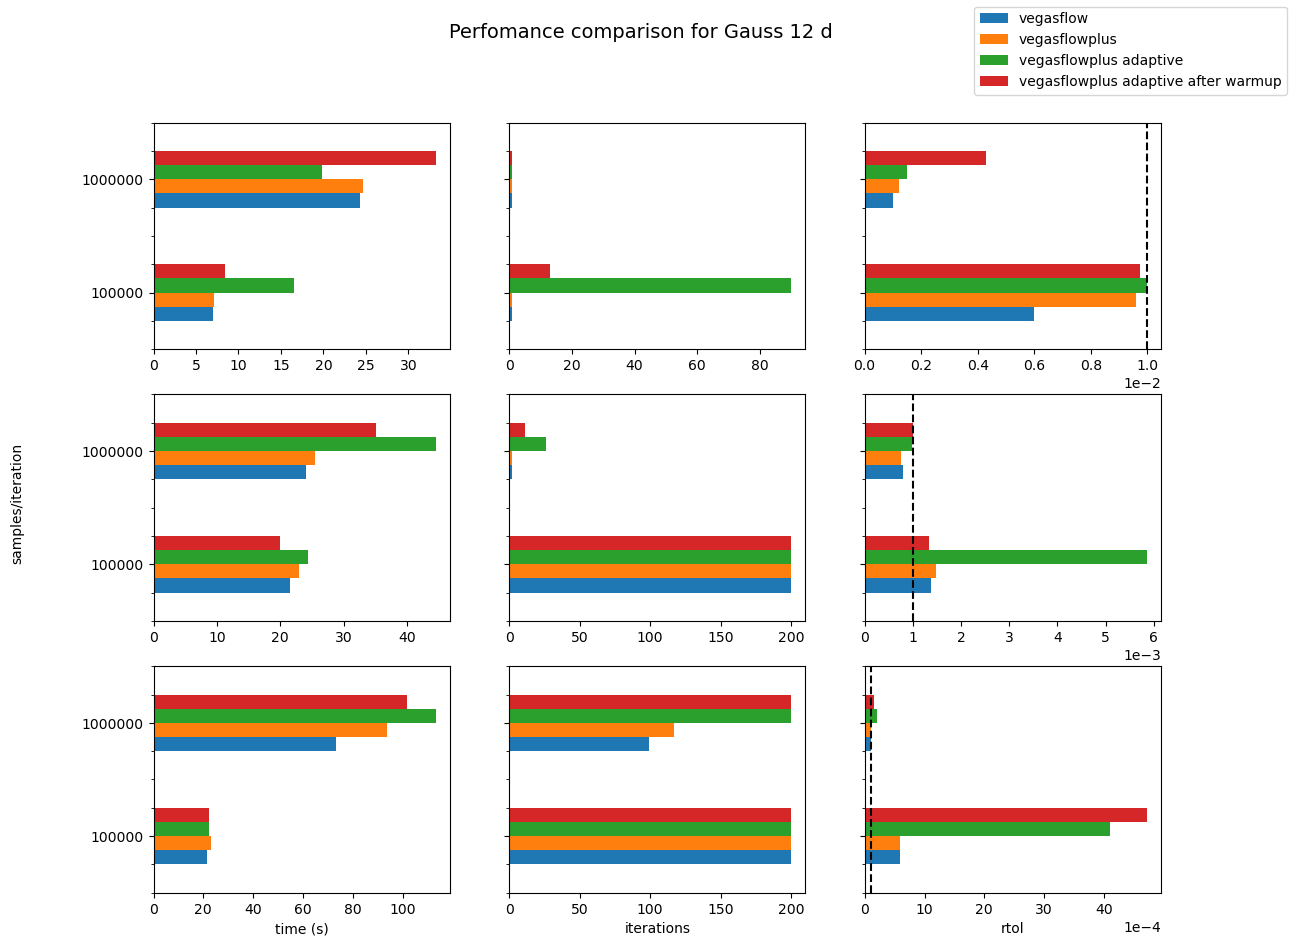 Perfomance comparison for Gauss 12 d
vegasflow
vegasflowplus
vegasflowplus adaptive
vegasflowplus adaptive after warmup
1000000
100000
0 5 10 15 20 25 30
0 20 40 60 80
0.0 0.2 0.4 0.6 0.8 1.0
1e−2
samples/iteration
1000000
100000
0 10 20 30 40
0 50 100 150 200
0 1 2 3 4 5 6
1e−3
1000000
100000
0 20 40 60 80 100
0 50 100 150 200
0 10 20 30 40
1e−4
time (s)
iterations
rtol